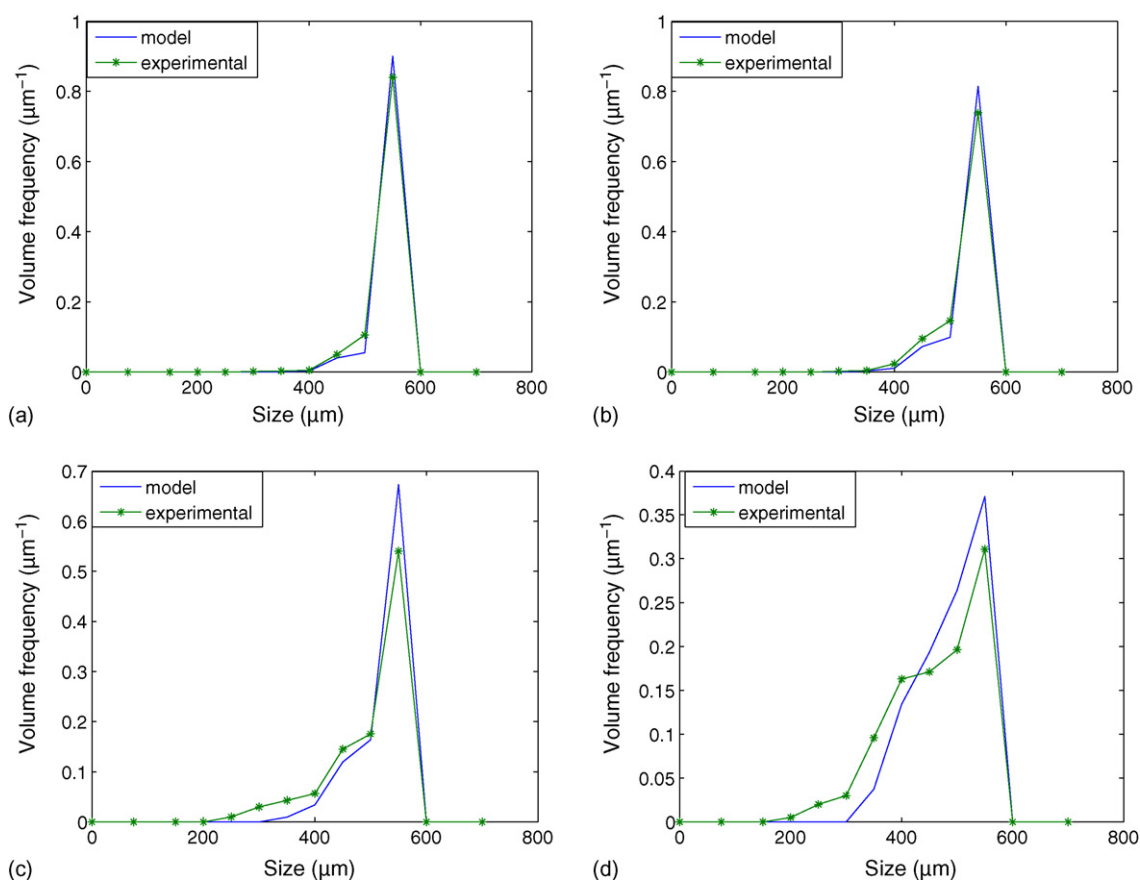 1
0.8
0.6
0.4
0.2
0
Volume frequency (µm⁻¹)
model
experimental
0 200 400 600 800
Size (µm)
(a)
1
0.8
0.6
0.4
0.2
0
Volume frequency (µm⁻¹)
model
experimental
0 200 400 600 800
Size (µm)
(b)
0.7
0.6
0.5
0.4
0.3
0.2
0.1
0
Volume frequency (µm⁻¹)
model
experimental
0 200 400 600 800
Size (µm)
(c)
0.4
0.35
0.3
0.25
0.2
0.15
0.1
0.05
0
Volume frequency (µm⁻¹)
model
experimental
0 200 400 600 800
Size (µm)
(d)